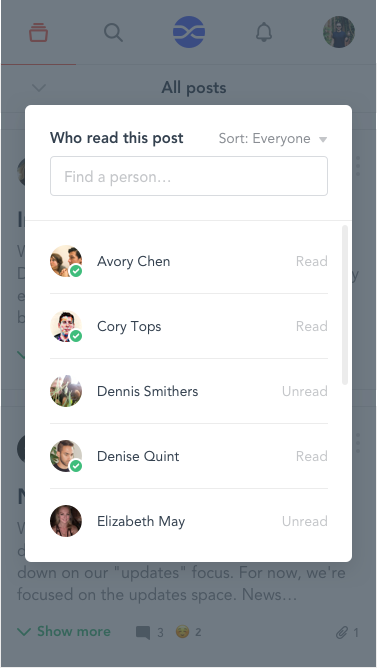 All posts
Who read this post
Sort: Everyone
Find a person...
Avory Chen
Read
Cory Tops
Read
Dennis Smithers
Unread
Denise Quint
Read
Elizabeth May
Unread
down on our "updates" focus. For now, we're
focused on the updates space. News...
Show more
3
2
1